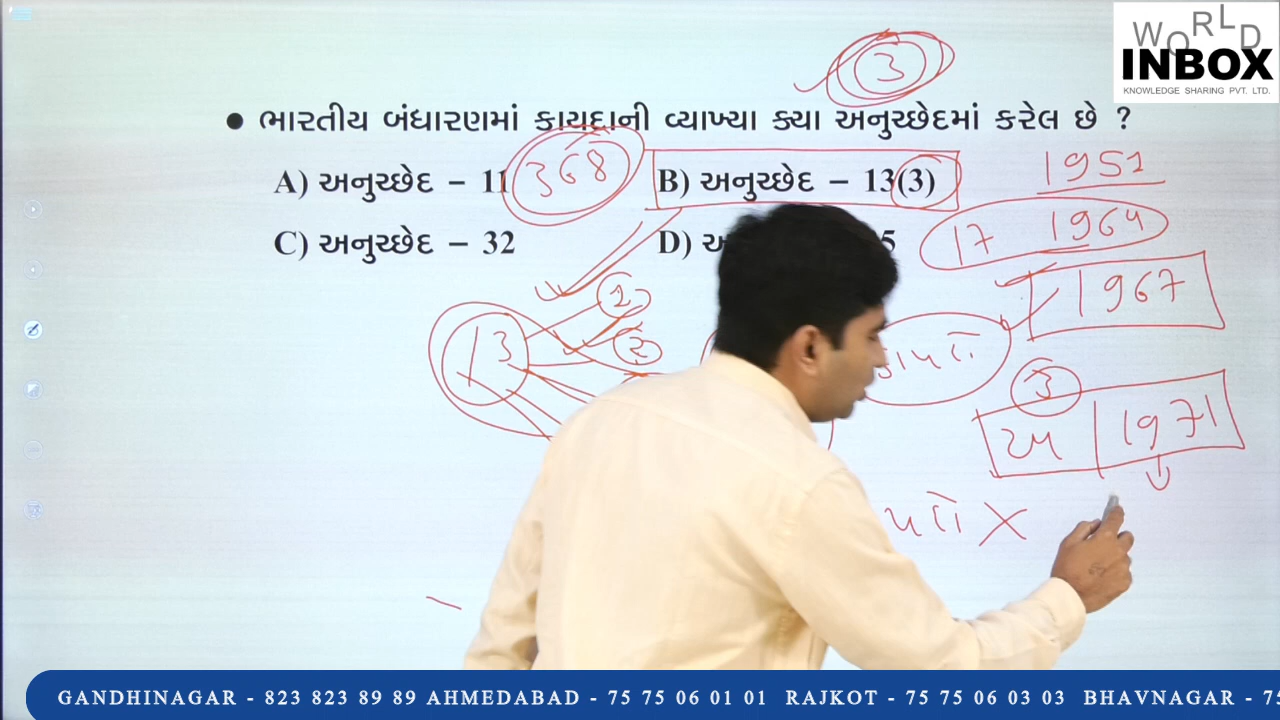 WORLD
INBOX
KNOWLEDGE SHARING PVT. LTD.
3
● ભારતીય બંધારણમાં કાયદાની વ્યાખ્યા ક્યા અનુચ્છેદમાં કરેલ છે ?
A) અનુચ્છેદ – 11 368 B) અનુચ્છેદ – 13(3) 1951
C) અનુચ્છેદ – 32 D) 5 17 1964
1967
13 1
2
3
24 1971
X
GANDHINAGAR - 823 823 89 89 AHMEDABAD - 75 75 06 01 01 RAJKOT - 75 75 06 03 03 BHAVNAGAR - 75